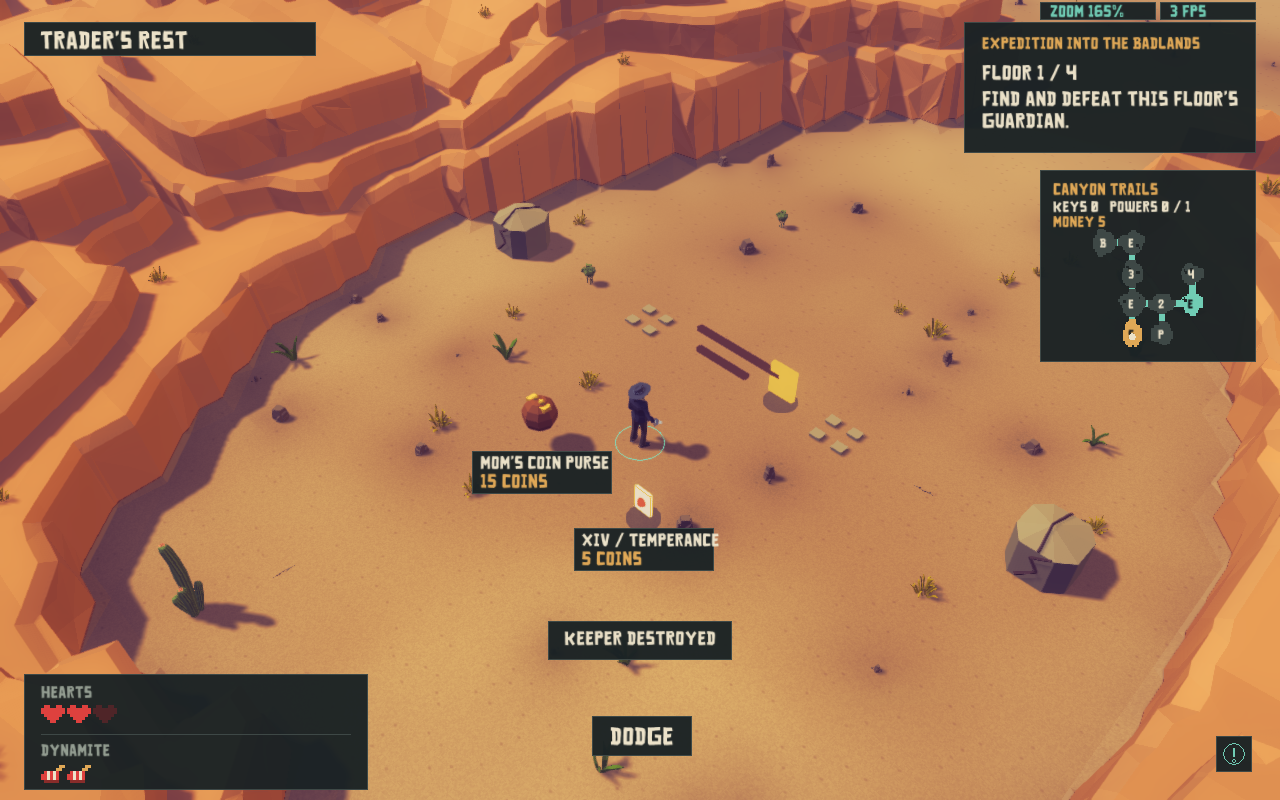 TRADER'S REST
ZOOM 165% 3 FPS
EXPEDITION INTO THE BADLANDS
FLOOR 1 / 4
FIND AND DEFEAT THIS FLOOR'S
GUARDIAN.
CANYON TRAILS
KEYS 0 POWERS 0 / 1
MONEY 5
B E
3 4
E 2 E
P
MOM'S COIN PURSE
15 COINS
XIV / TEMPERANCE
5 COINS
KEEPER DESTROYED
DODGE
HEARTS
DYNAMITE
!